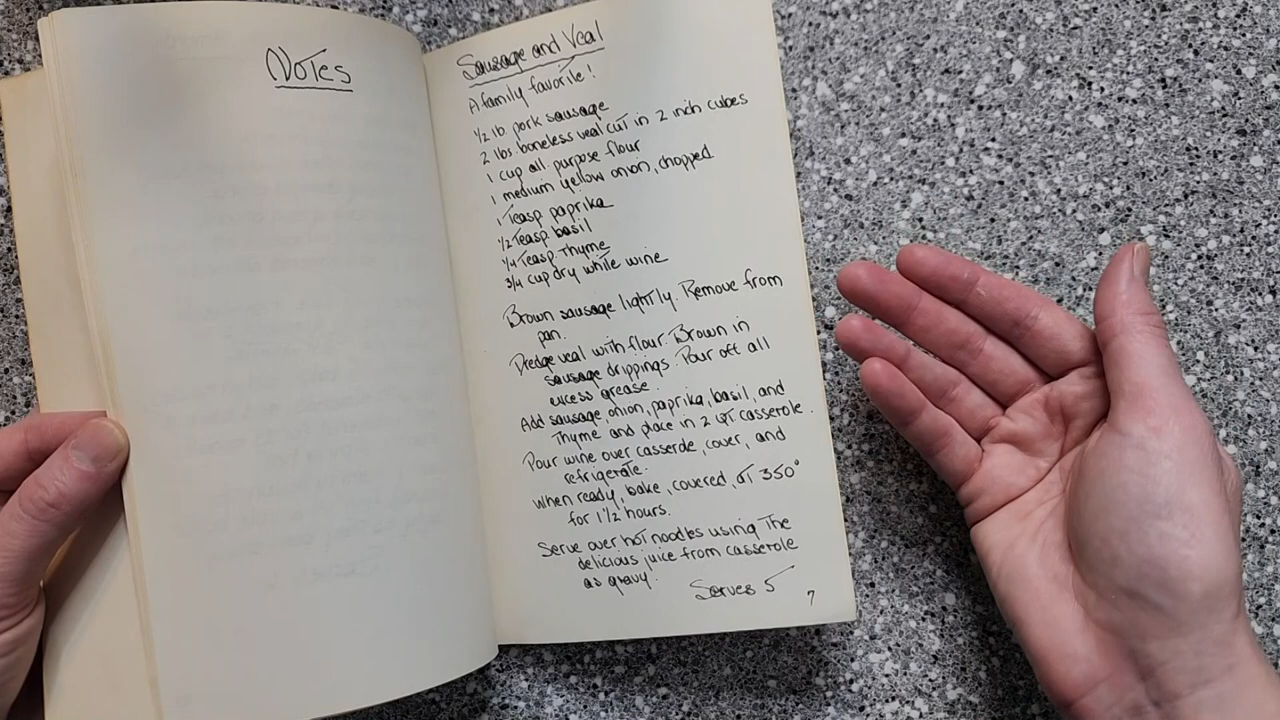 Notes
Sausage and Veal
A family favorite!
1/2 lb. pork sausage
2 lbs. boneless veal cut in 2 inch cubes
1 cup all purpose flour
1 medium yellow onion, chopped
1 teasp. paprika
1/2 teasp. basil
1/4 teasp. thyme
3/4 cup dry white wine
Brown sausage lightly. Remove from
pan.
Dredge veal with flour. Brown in
sausage drippings. Pour off all
excess grease.
Add sausage, onion, paprika, basil, and
thyme and place in 2 qt. casserole.
Pour wine over casserole, cover, and
refrigerate.
When ready, bake, covered, at 350°
for 1 1/2 hours.
Serve over hot noodles using the
delicious juice from casserole
as gravy.
Serves 5
7